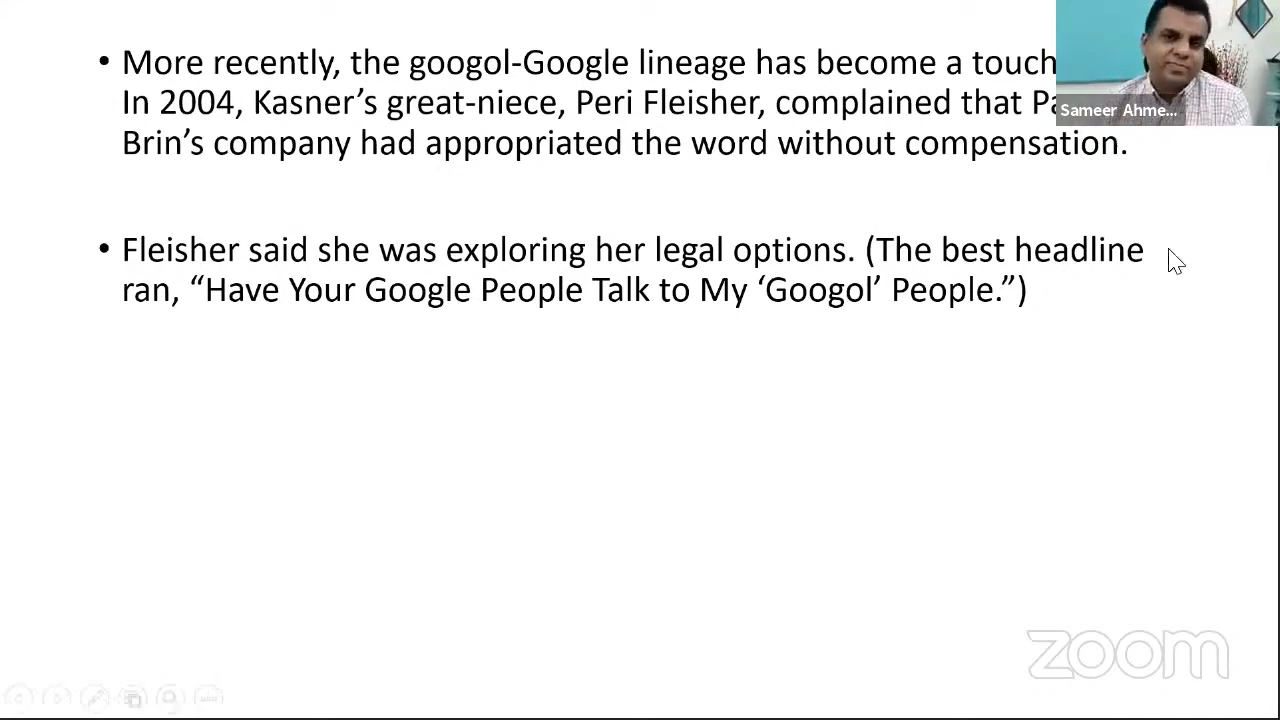 • More recently, the googol-Google lineage has become a touch
In 2004, Kasner’s great-niece, Peri Fleisher, complained that Pa
Brin’s company had appropriated the word without compensation.
• Fleisher said she was exploring her legal options. (The best headline
ran, “Have Your Google People Talk to My ‘Googol’ People.”)
Sameer Ahme...
zoom